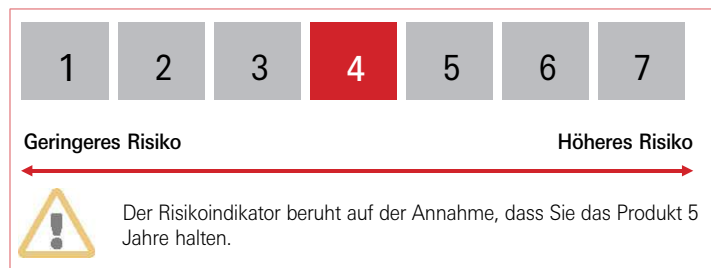 1 2 3 4 5 6 7
Geringeres Risiko Höheres Risiko
Der Risikoindikator beruht auf der Annahme, dass Sie das Produkt 5
Jahre halten.